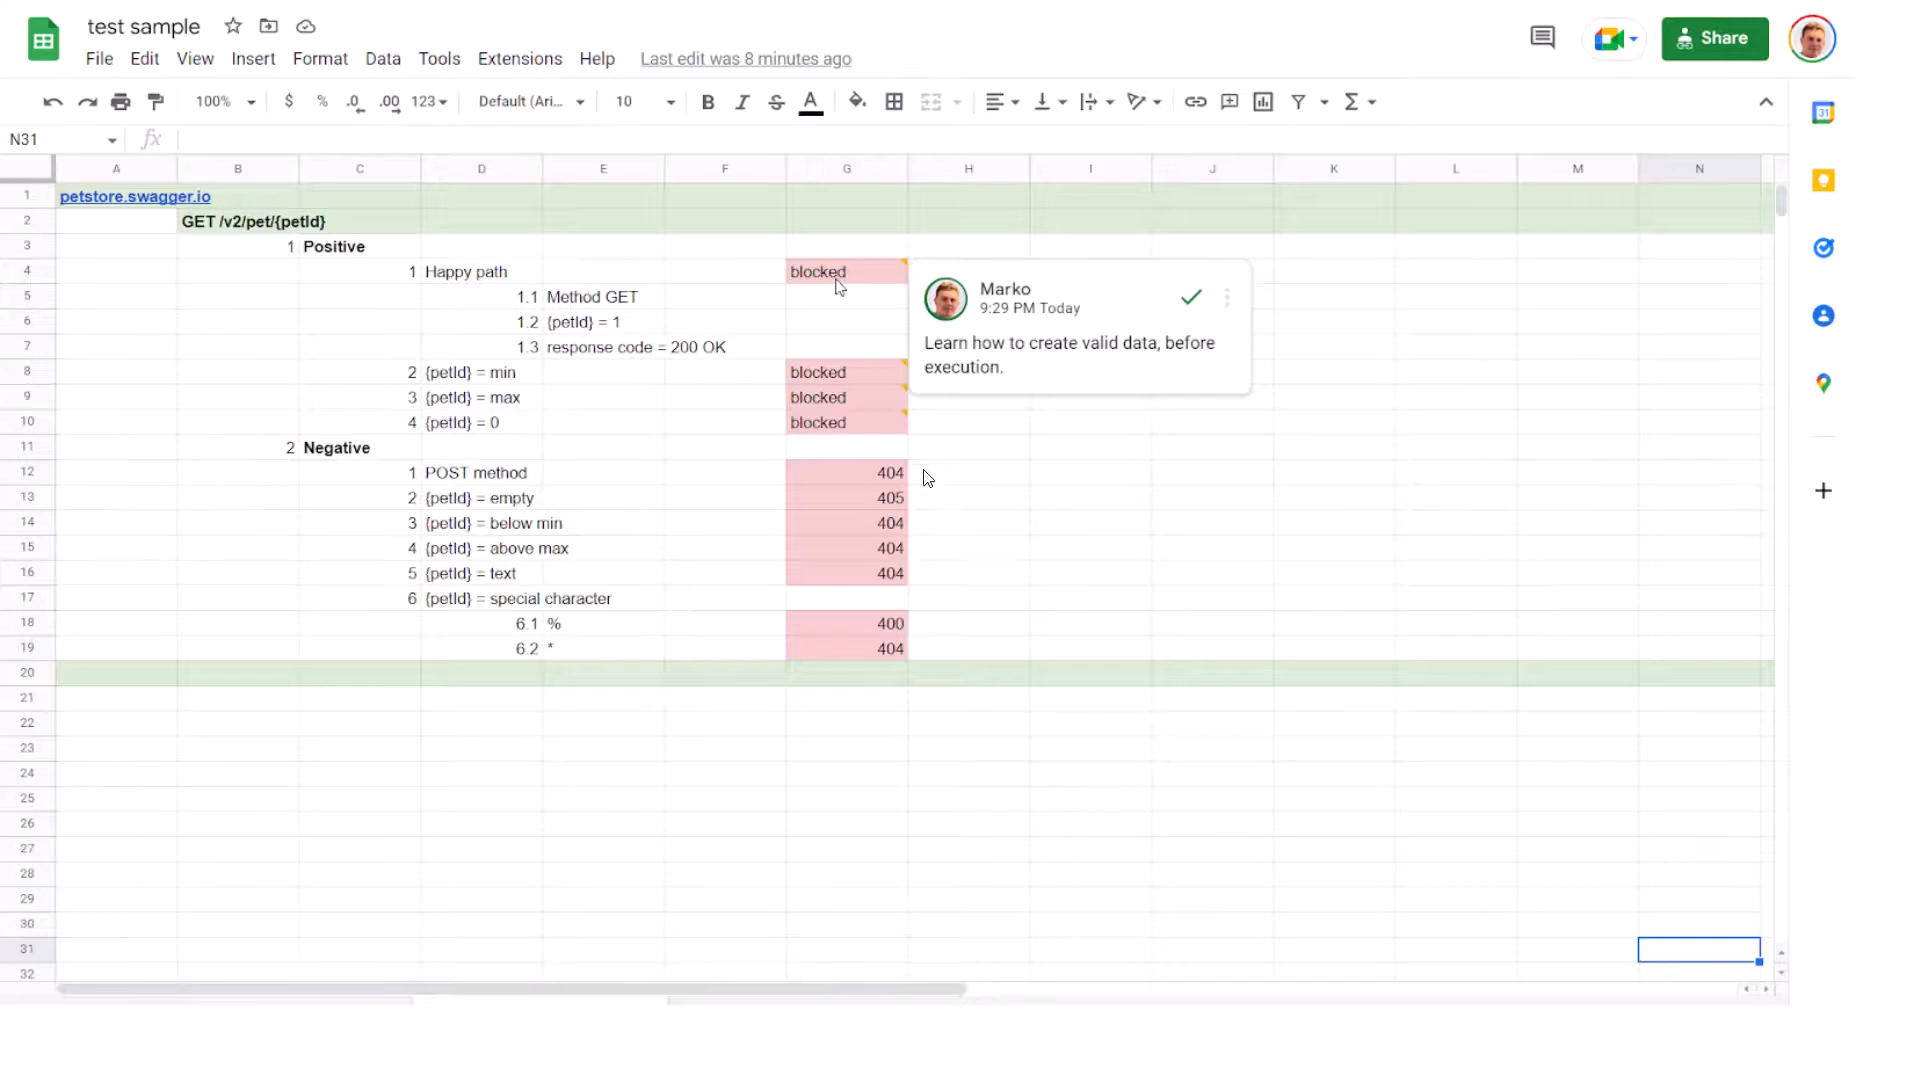 test sample
File Edit View Insert Format Data Tools Extensions Help Last edit was 8 minutes ago
Share
100% $ % .0 .00 123 Default (Ari... 10 B I S A
N31 fx
A B C D E F G H I J K L M N
1 petstore.swagger.io
2 GET /v2/pet/{petId}
3 1 Positive
4 1 Happy path blocked
5 1.1 Method GET
6 1.2 {petId} = 1
7 1.3 response code = 200 OK
8 2 {petId} = min blocked
9 3 {petId} = max blocked
10 4 {petId} = 0 blocked
11 2 Negative
12 1 POST method 404
13 2 {petId} = empty 405
14 3 {petId} = below min 404
15 4 {petId} = above max 404
16 5 {petId} = text 404
17 6 {petId} = special character
18 6.1 % 400
19 6.2 * 404
20
21
22
23
24
25
26
27
28
29
30
31
32
Marko
9:29 PM Today
Learn how to create valid data, before
execution.
31